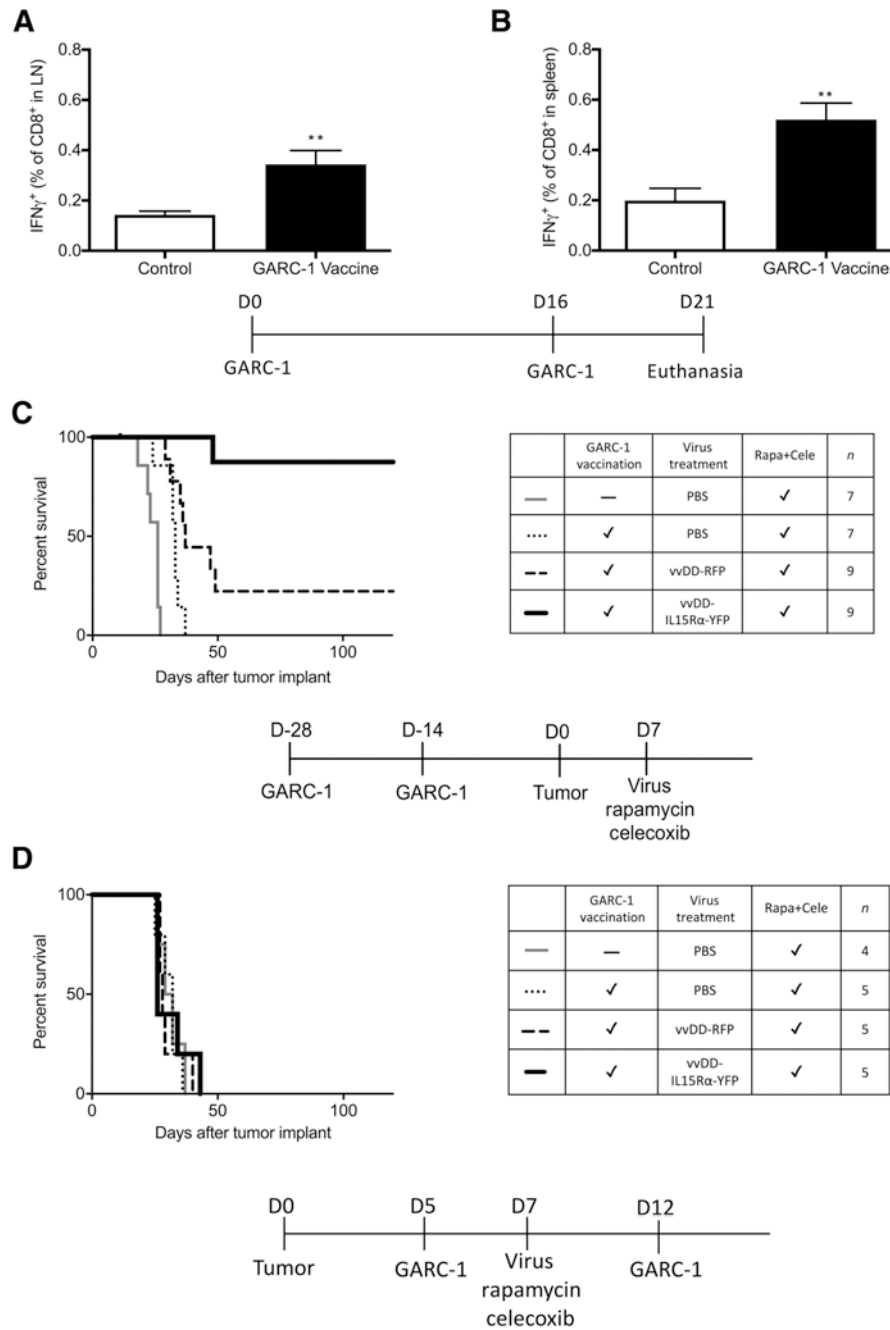 A
IFNγ+ (% of CD8+ in LN)
0.8
0.6
0.4
0.2
0.0
**
Control
GARC-1 Vaccine
B
IFNγ+ (% of CD8+ in spleen)
0.8
0.6
0.4
0.2
0.0
**
Control
GARC-1 Vaccine
D0
D16
D21
GARC-1
GARC-1
Euthanasia
C
Percent survival
100
50
0
0
100
Days after tumor implant
GARC-1 vaccination
Virus treatment
Rapa+Cele
n
— PBS ✓ 7
✓ PBS ✓ 7
✓ vvDD-RFP ✓ 9
✓ vvDD-IL15Rα-YFP ✓ 9
D-28
D-14
D0
D7
GARC-1
GARC-1
Tumor
Virus
rapamycin
celecoxib
D
Percent survival
100
50
0
0
100
Days after tumor implant
GARC-1 vaccination
Virus treatment
Rapa+Cele
n
— PBS ✓ 4
✓ PBS ✓ 5
✓ vvDD-RFP ✓ 5
✓ vvDD-IL15Rα-YFP ✓ 5
D0
D5
D7
D12
Tumor
GARC-1
Virus
rapamycin
celecoxib
GARC-1